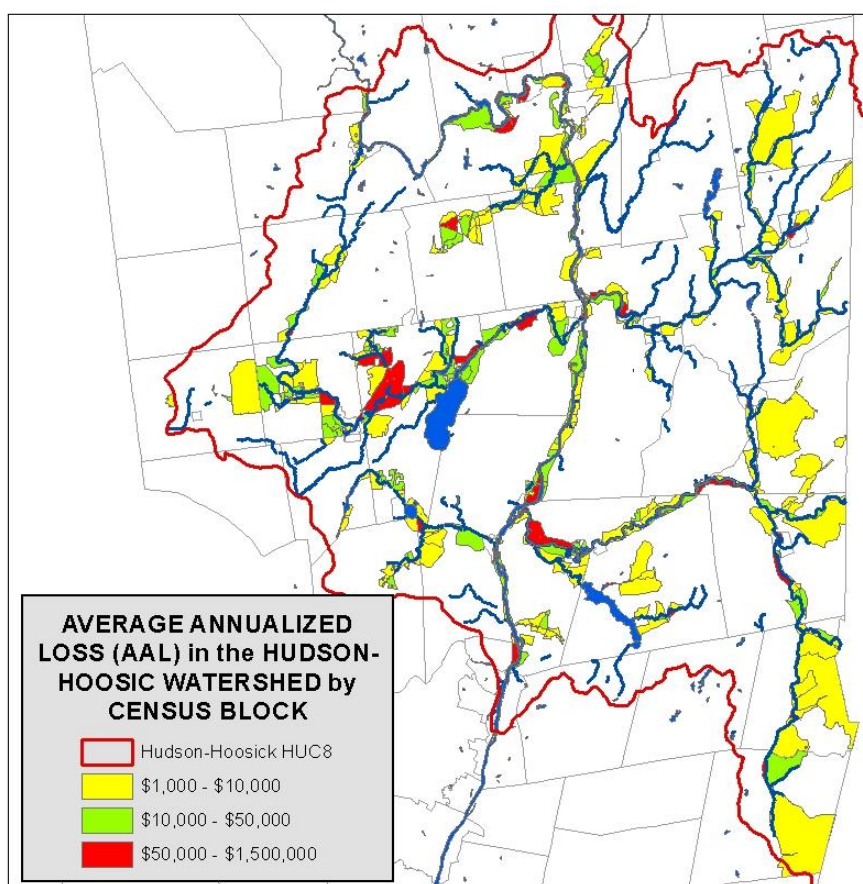 AVERAGE ANNUALIZED
LOSS (AAL) in the HUDSON-
HOOSIC WATERSHED by
CENSUS BLOCK
Hudson-Hoosick HUC8
$1,000 - $10,000
$10,000 - $50,000
$50,000 - $1,500,000